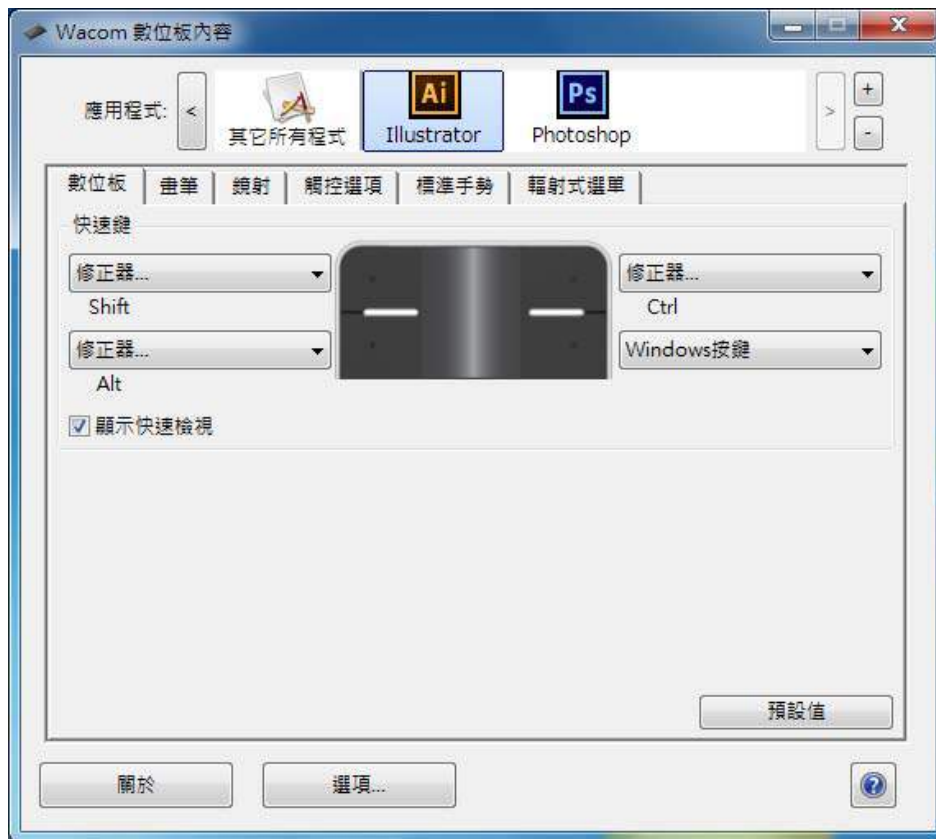 Wacom 數位板內容
應用程式: < 其它所有程式 Ai Illustrator Ps Photoshop > + -
數位板 畫筆 鏡射 觸控選項 標準手勢 輻射式選單
快速鍵
修正器... 修正器...
Shift Ctrl
修正器... Windows按鍵
Alt
顯示快速檢視
預設值
關於 選項... ?